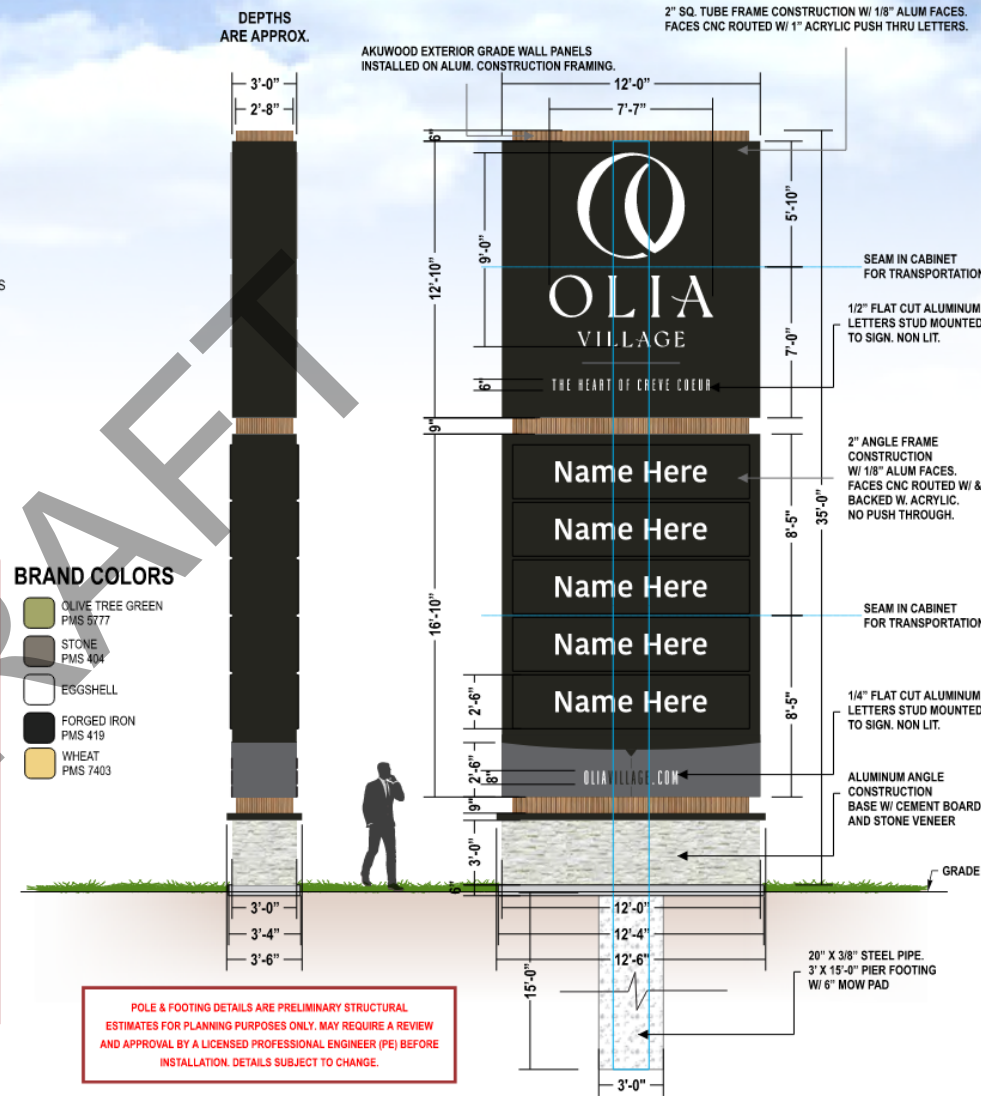 DEPTHS
ARE APPROX.
2” SQ. TUBE FRAME CONSTRUCTION W/ 1/8” ALUM FACES.
FACES CNC ROUTED W/ 1” ACRYLIC PUSH THRU LETTERS.
AKUWOOD EXTERIOR GRADE WALL PANELS
INSTALLED ON ALUM. CONSTRUCTION FRAMING.
3’-0”
2’-8”
12’-0”
7’-7”
6”
12’-10”
9’-0”
5’-10”
S
SEAM IN CABINET
FOR TRANSPORTATION
OLIA
VILLAGE
THE HEART OF CREVE COEUR
1/2” FLAT CUT ALUMINUM
LETTERS STUD MOUNTED
TO SIGN. NON LIT.
7’-0”
6”
9”
2” ANGLE FRAME
CONSTRUCTION
W/ 1/8” ALUM FACES.
FACES CNC ROUTED W/ &
BACKED W. ACRYLIC.
NO PUSH THROUGH.
Name Here
Name Here
Name Here
Name Here
Name Here
35’-0”
8’-5”
16’-10”
SEAM IN CABINET
FOR TRANSPORTATION
8’-5”
2’-6”
1/4” FLAT CUT ALUMINUM
LETTERS STUD MOUNTED
TO SIGN. NON LIT.
2’-6”
8”
OLIAVILLAGE.COM
9”
ALUMINUM ANGLE
CONSTRUCTION
BASE W/ CEMENT BOARD
AND STONE VENEER
3’-0”
6”
GRADE
BRAND COLORS
OLIVE TREE GREEN
PMS 5777
STONE
PMS 404
EGGSHELL
FORGED IRON
PMS 419
WHEAT
PMS 7403
3’-0”
3’-4”
3’-6”
12’-0”
12’-4”
12’-6”
15’-0”
20” X 3/8” STEEL PIPE.
3’ X 15’-0” PIER FOOTING
W/ 6” MOW PAD
3’-0”
POLE & FOOTING DETAILS ARE PRELIMINARY STRUCTURAL
ESTIMATES FOR PLANNING PURPOSES ONLY. MAY REQUIRE A REVIEW
AND APPROVAL BY A LICENSED PROFESSIONAL ENGINEER (PE) BEFORE
INSTALLATION. DETAILS SUBJECT TO CHANGE.
RAFT